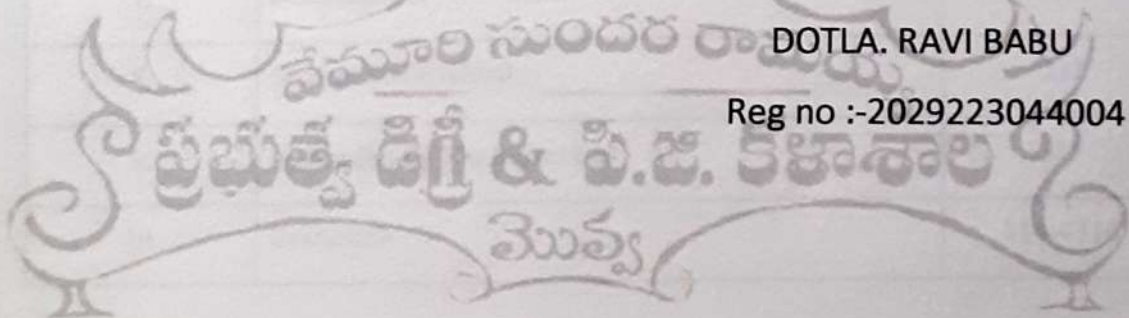 వేమూరి సుందర రామయ్య
DOTLA. RAVI BABU
Reg no :-2029223044004
ప్రభుత్వ డిగ్రీ & పి.జి. కళాశాల
మొవ్వ